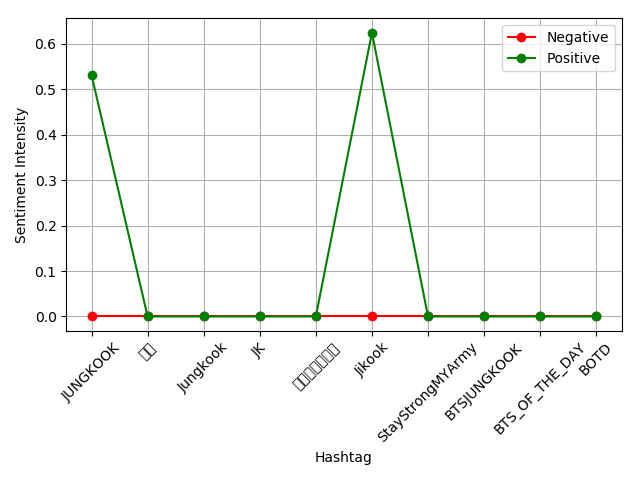 Negative
Positive
Sentiment Intensity
0.6
0.5
0.4
0.3
0.2
0.1
0.0
JUNGKOOK
Jungkook
JK
Jikook
StayStrongMYArmy
BTSJUNGKOOK
BTS_OF_THE_DAY
BOTD
Hashtag